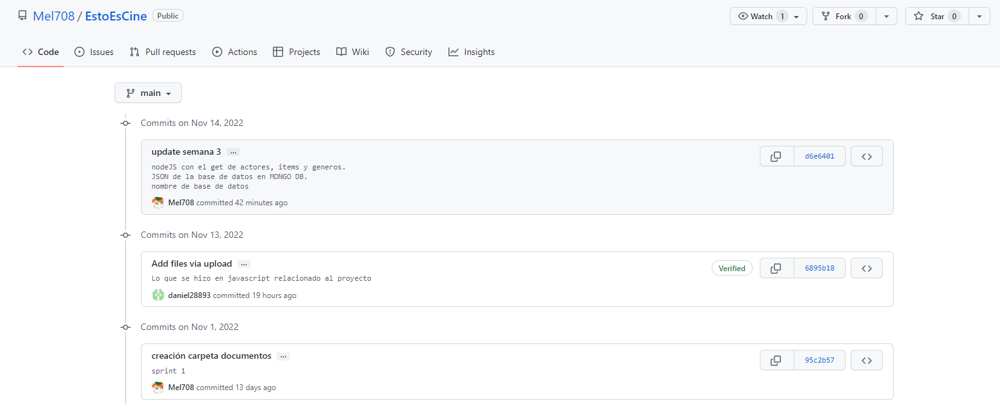 Mel708 / EstoEsCine Public
Watch 1 Fork 0 Star 0
Code Issues Pull requests Actions Projects Wiki Security Insights
main
Commits on Nov 14, 2022
update semana 3 ...
d6e6401
nodeJS con el get de actores, items y generos.
JSON de la base de datos en MONGO DB.
nombre de base de datos
Mel708 committed 42 minutes ago
Commits on Nov 13, 2022
Add files via upload ...
Verified 6895b18
Lo que se hizo en javascript relacionado al proyecto
daniel28893 committed 19 hours ago
Commits on Nov 1, 2022
creación carpeta documentos ...
95c2b57
sprint 1
Mel708 committed 13 days ago